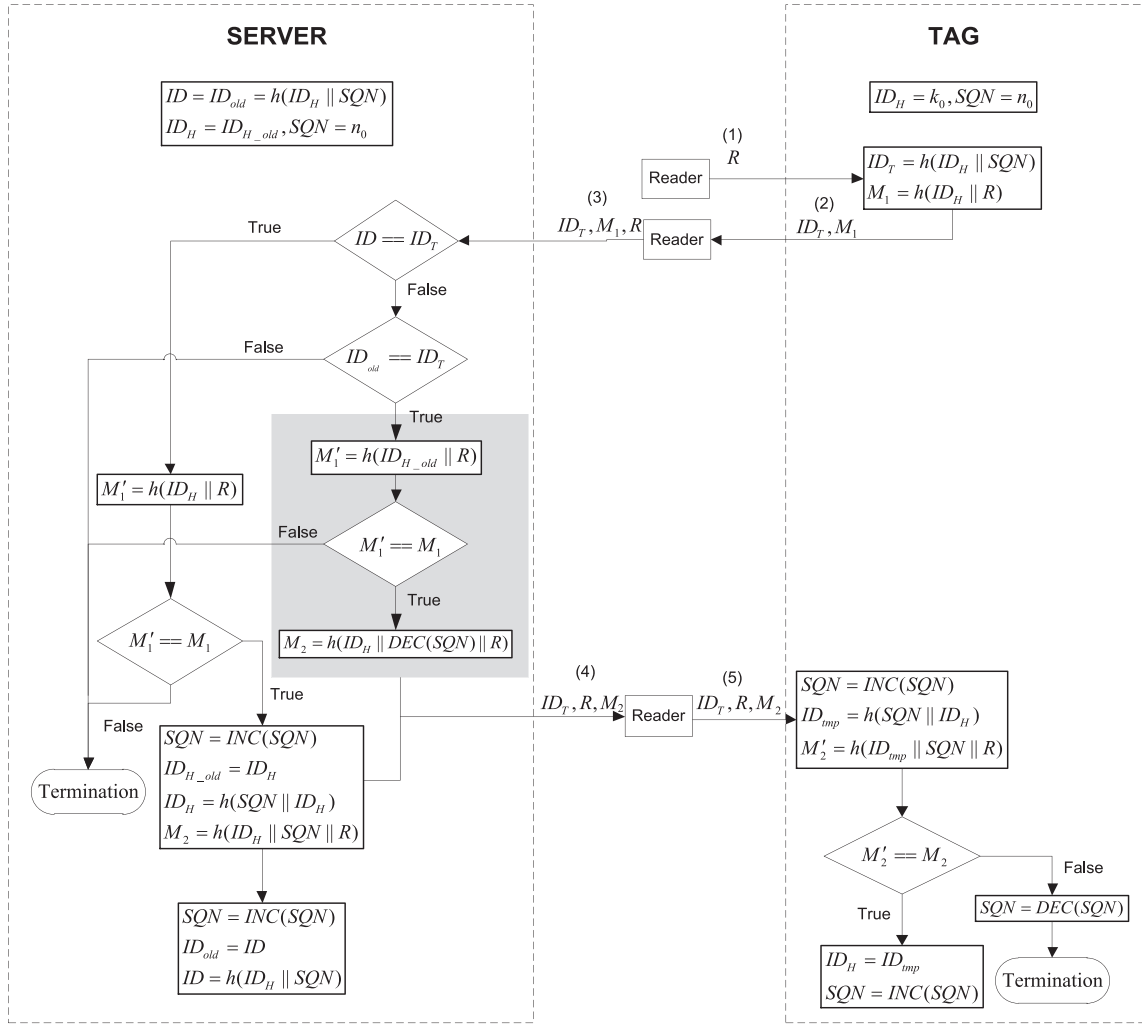 SERVER
TAG
ID = ID_old = h(ID_H || SQN)
ID_H = ID_H_old, SQN = n_0
ID_H = k_0, SQN = n_0
(1)
R
Reader
ID_T = h(ID_H || SQN)
M_1 = h(ID_H || R)
(2)
ID_T, M_1
Reader
(3)
ID_T, M_1, R
ID == ID_T
True
False
ID_old == ID_T
False
True
M'_1 = h(ID_H_old || R)
M'_1 = h(ID_H || R)
M'_1 == M_1
False
True
M_2 = h(ID_H || DEC(SQN) || R)
M'_1 == M_1
True
False
Termination
SQN = INC(SQN)
ID_H_old = ID_H
ID_H = h(SQN || ID_H)
M_2 = h(ID_H || SQN || R)
SQN = INC(SQN)
ID_old = ID
ID = h(ID_H || SQN)
(4)
ID_T, R, M_2
Reader
(5)
ID_T, R, M_2
SQN = INC(SQN)
ID_tmp = h(SQN || ID_H)
M'_2 = h(ID_tmp || SQN || R)
M'_2 == M_2
False
True
SQN = DEC(SQN)
Termination
ID_H = ID_tmp
SQN = INC(SQN)